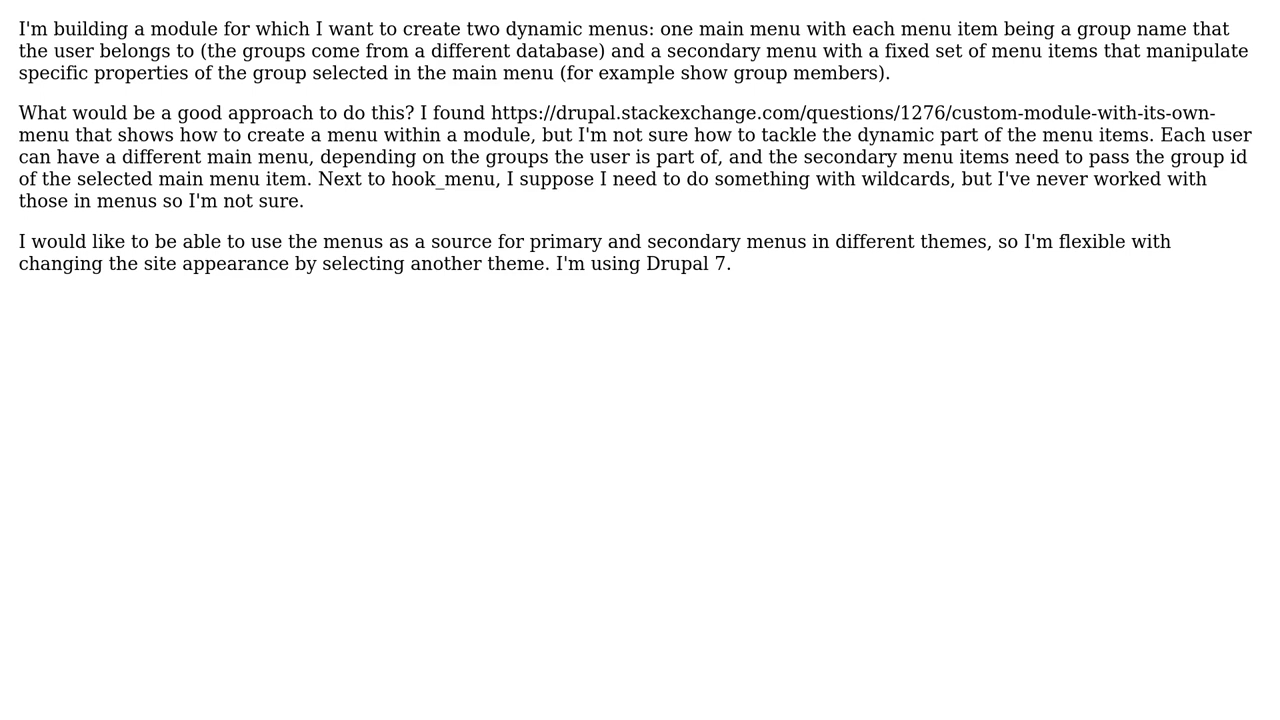 I'm building a module for which I want to create two dynamic menus: one main menu with each menu item being a group name that
the user belongs to (the groups come from a different database) and a secondary menu with a fixed set of menu items that manipulate
specific properties of the group selected in the main menu (for example show group members).
What would be a good approach to do this? I found https://drupal.stackexchange.com/questions/1276/custom-module-with-its-own-
menu that shows how to create a menu within a module, but I'm not sure how to tackle the dynamic part of the menu items. Each user
can have a different main menu, depending on the groups the user is part of, and the secondary menu items need to pass the group id
of the selected main menu item. Next to hook_menu, I suppose I need to do something with wildcards, but I've never worked with
those in menus so I'm not sure.
I would like to be able to use the menus as a source for primary and secondary menus in different themes, so I'm flexible with
changing the site appearance by selecting another theme. I'm using Drupal 7.